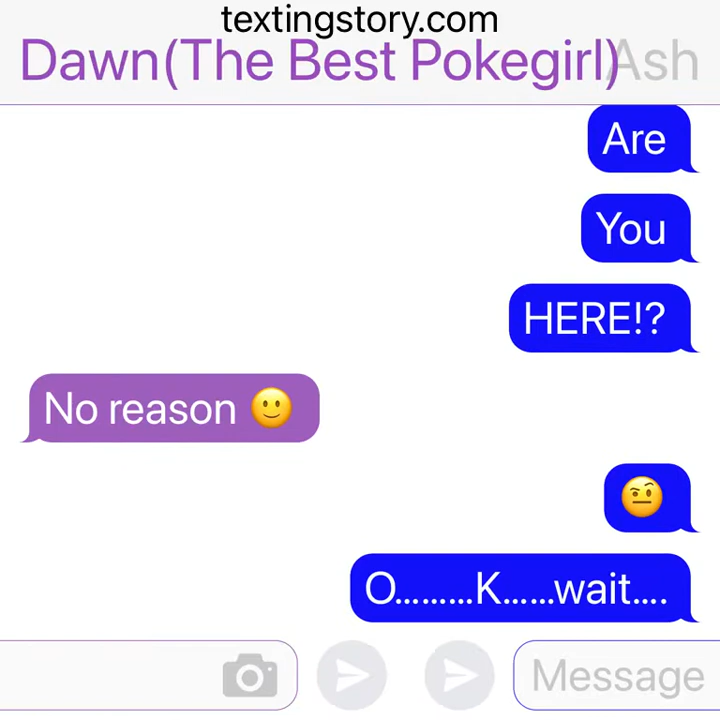 textingstory.com
Dawn(The Best Pokegirl) Ash
Are
You
HERE!?
No reason 🙂
🤨
O.........K......wait....
Message